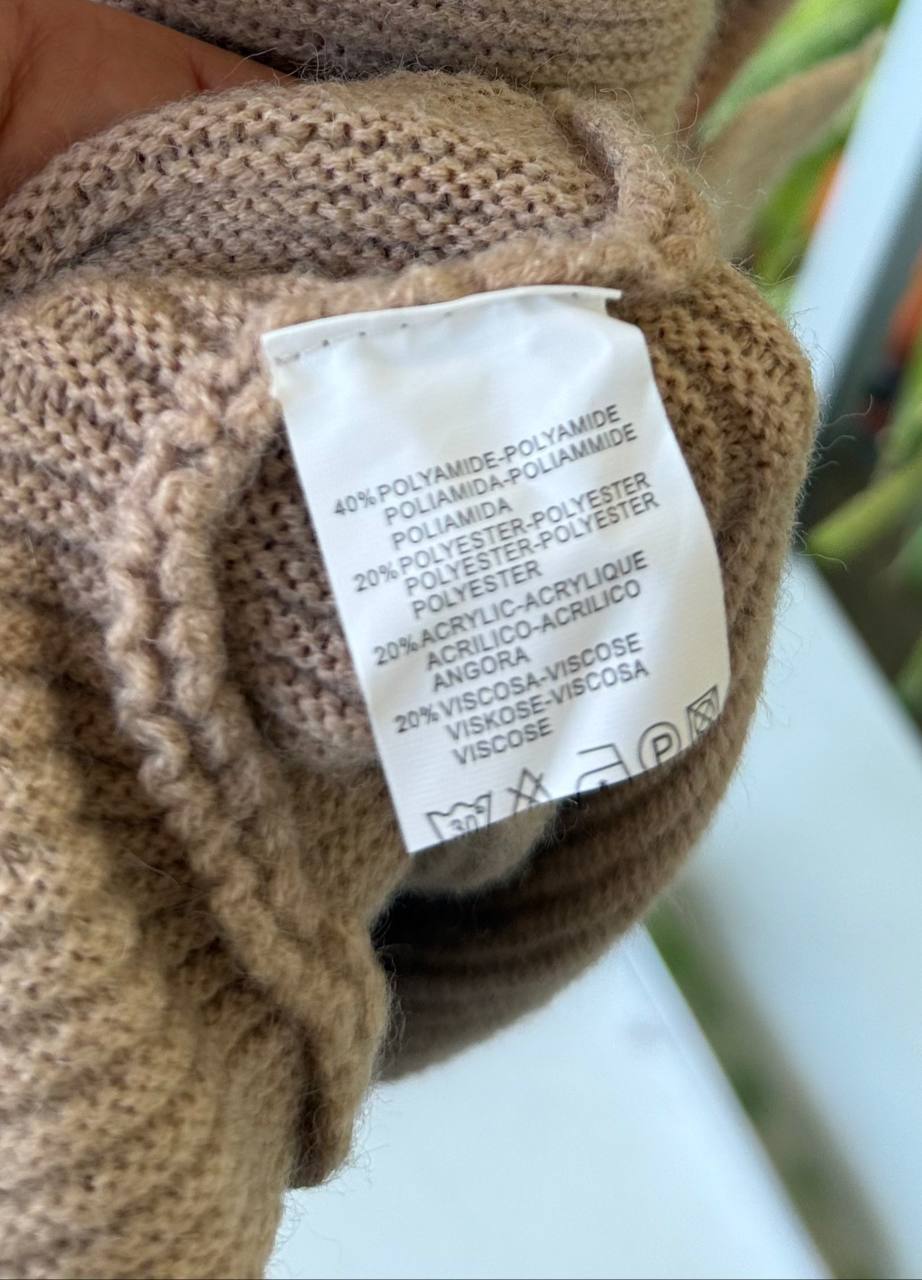 40%POLYAMIDE-POLYAMIDE
POLIAMIDA-POLIAMMIDE
POLIAMIDA
20%POLYESTER-POLYESTER
POLYESTER-POLYESTER
POLYESTER
20%ACRYLIC-ACRYLIQUE
ACRILICO-ACRILICO
ANGORA
20%VISCOSA-VISCOSE
VISKOSE-VISCOSA
VISCOSE
30° P